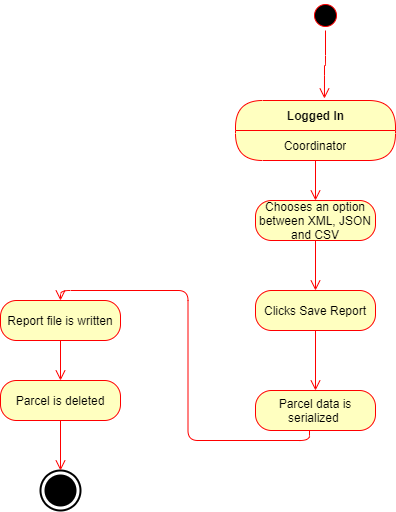 Logged In
Coordinator
Chooses an option
between XML, JSON
and CSV
Clicks Save Report
Parcel data is
serialized
Report file is written
Parcel is deleted